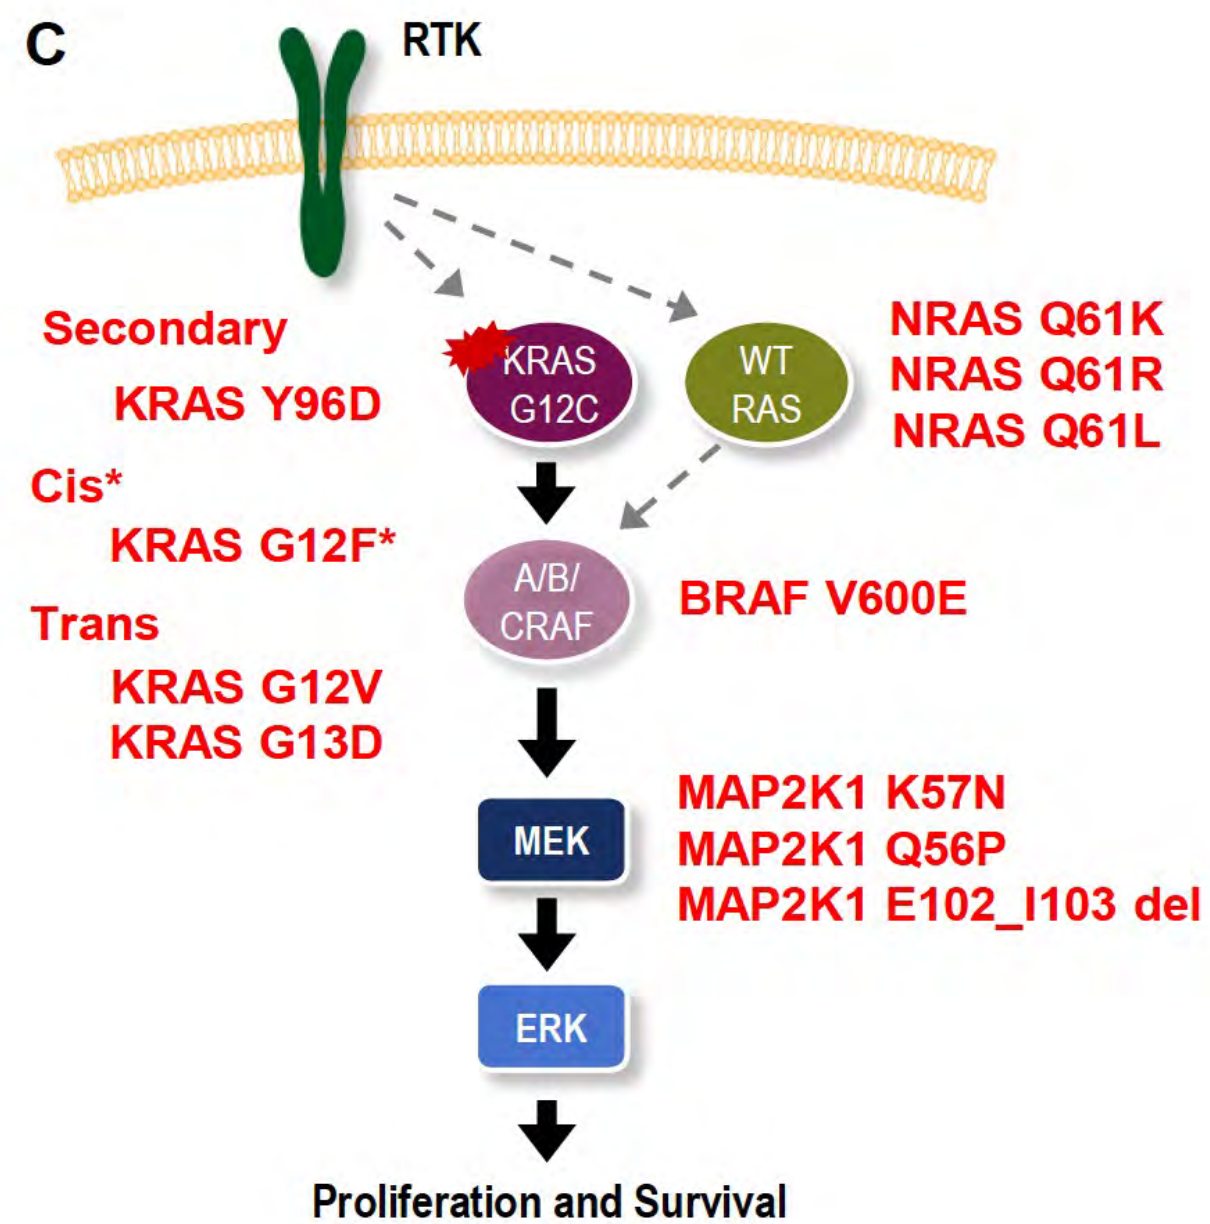 C
RTK
Secondary
KRAS Y96D
Cis*
KRAS G12F*
Trans
KRAS G12V
KRAS G13D
KRAS
G12C
WT
RAS
NRAS Q61K
NRAS Q61R
NRAS Q61L
A/B/
CRAF
BRAF V600E
MEK
MAP2K1 K57N
MAP2K1 Q56P
MAP2K1 E102_I103 del
ERK
Proliferation and Survival